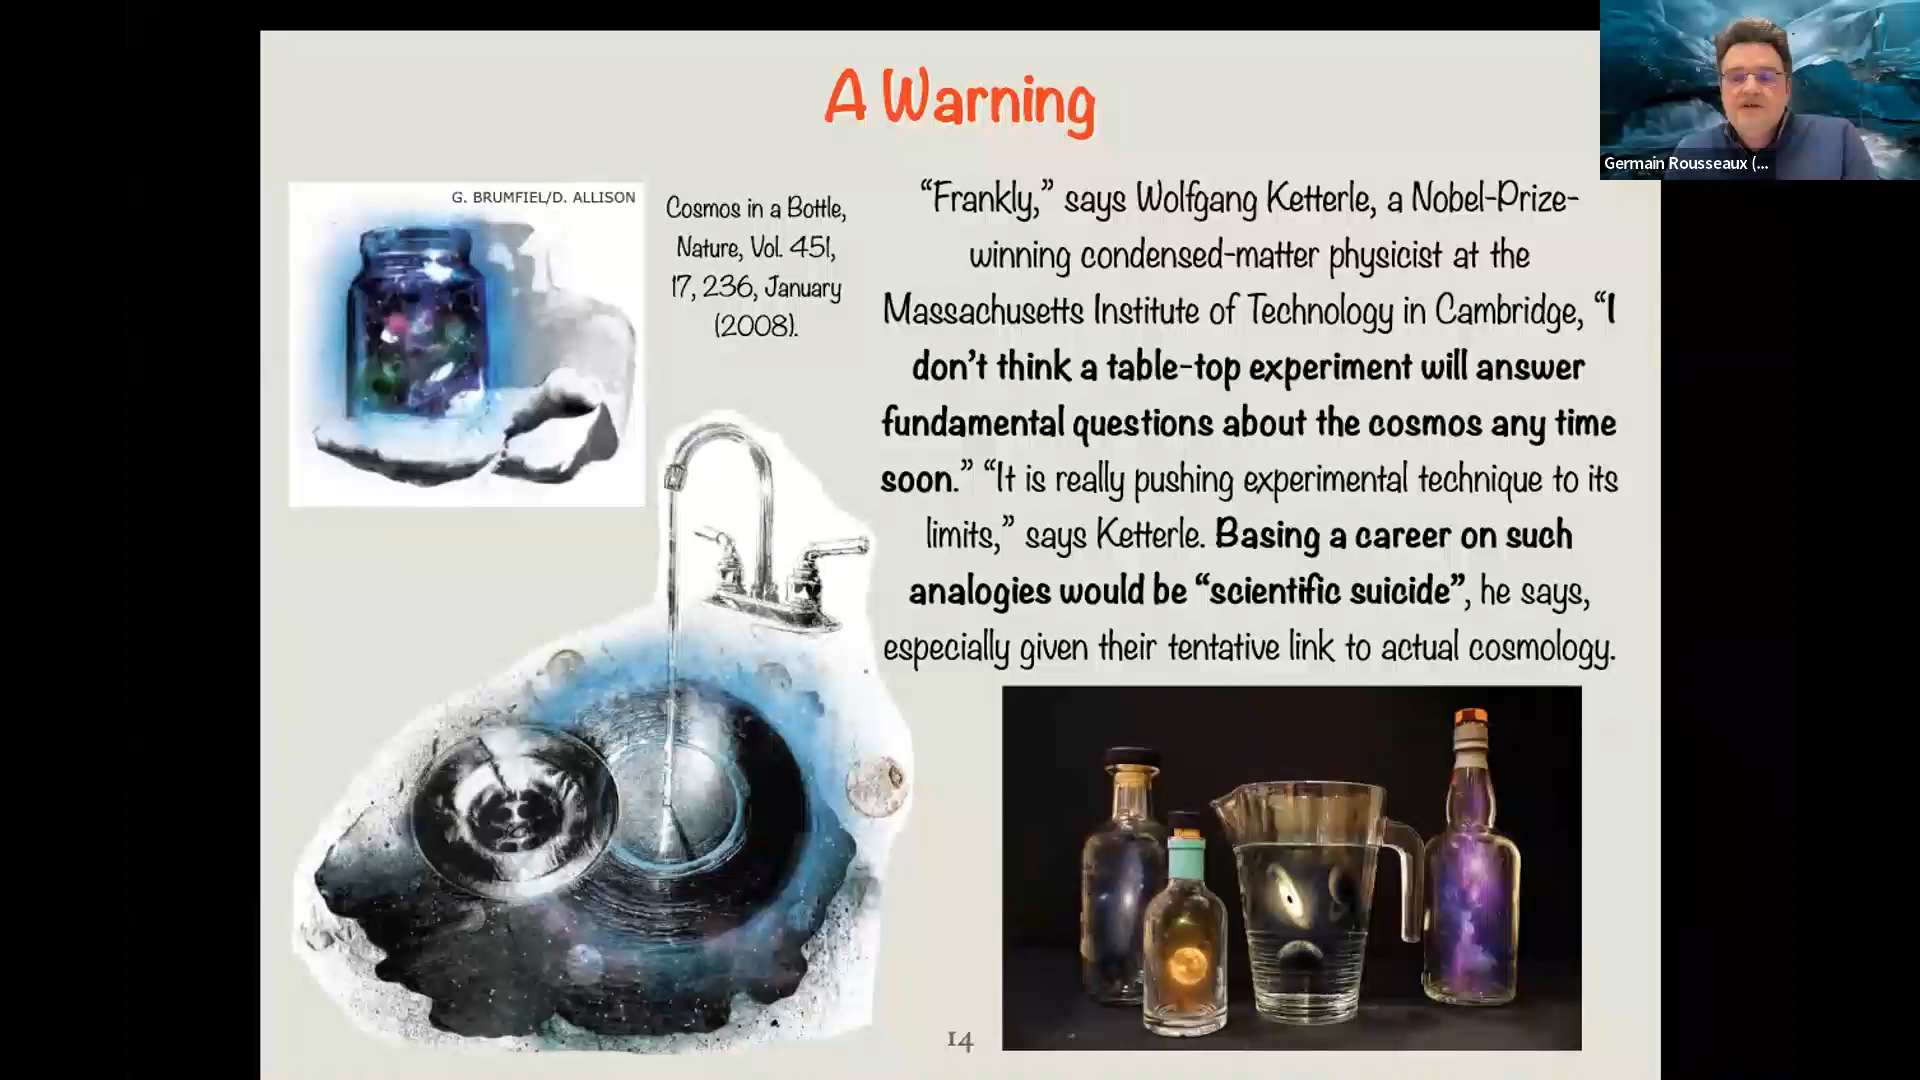 A Warning
G. BRUMFIEL/D. ALLISON
Cosmos in a Bottle,
Nature, Vol. 451,
17, 236, January
(2008).
“Frankly,” says Wolfgang Ketterle, a Nobel-Prize-
winning condensed-matter physicist at the
Massachusetts Institute of Technology in Cambridge, “I
don’t think a table-top experiment will answer
fundamental questions about the cosmos any time
soon.” “It is really pushing experimental technique to its
limits,” says Ketterle. Basing a career on such
analogies would be “scientific suicide”, he says,
especially given their tentative link to actual cosmology.
14
Germain Rousseaux (...